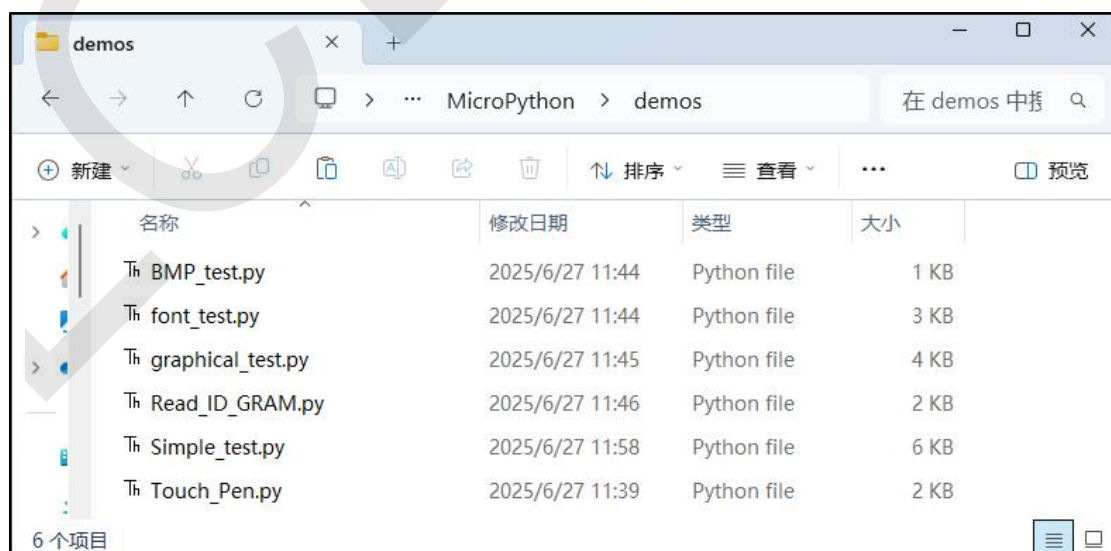 demos
MicroPython > demos
在 demos 中搜
新建 排序 查看 ... 预览
名称 修改日期 类型 大小
BMP_test.py 2025/6/27 11:44 Python file 1 KB
font_test.py 2025/6/27 11:44 Python file 3 KB
graphical_test.py 2025/6/27 11:45 Python file 4 KB
Read_ID_GRAM.py 2025/6/27 11:46 Python file 2 KB
Simple_test.py 2025/6/27 11:58 Python file 6 KB
Touch_Pen.py 2025/6/27 11:39 Python file 2 KB
6 个项目